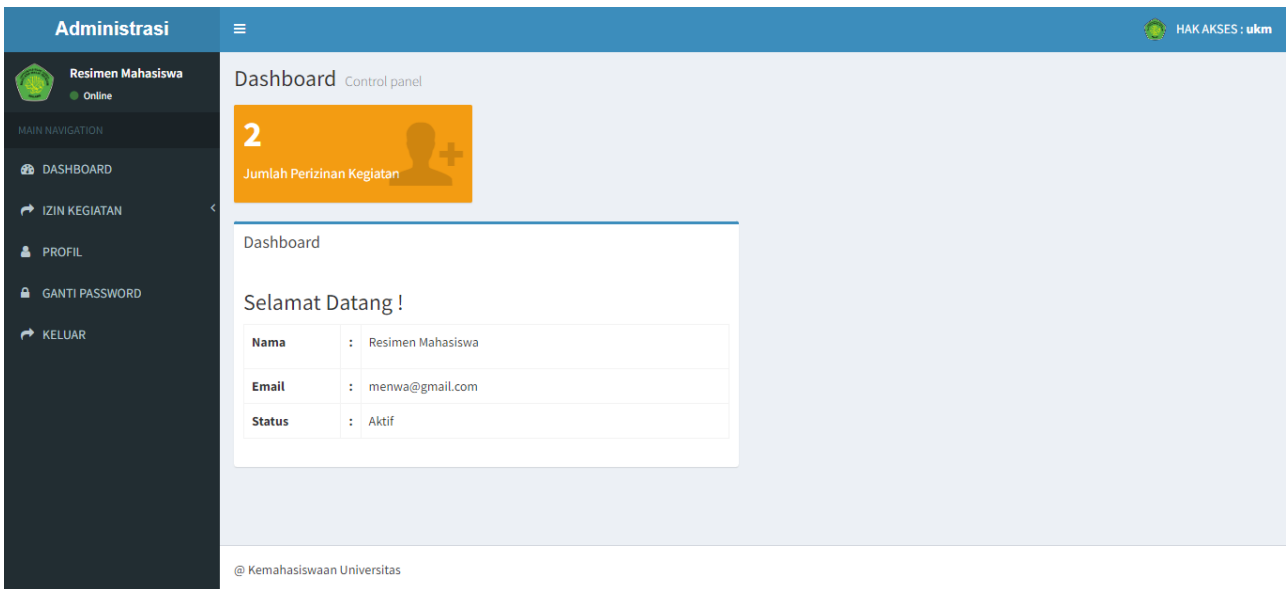 Administrasi
HAK AKSES : ukm
Resimen Mahasiswa
Online
MAIN NAVIGATION
DASHBOARD
IZIN KEGIATAN
PROFIL
GANTI PASSWORD
KELUAR
Dashboard Control panel
2
Jumlah Perizinan Kegiatan
Dashboard
Selamat Datang !
Nama : Resimen Mahasiswa
Email : menwa@gmail.com
Status : Aktif
@ Kemahasiswaan Universitas